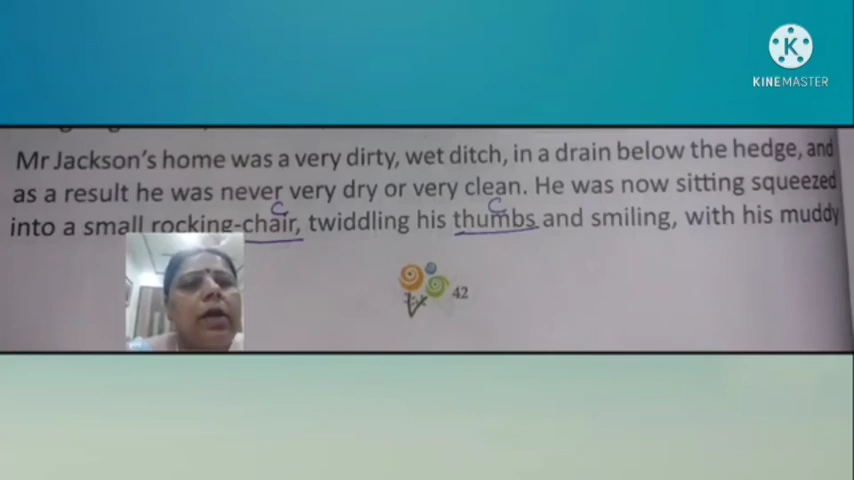 K
KINEMASTER
Mr Jackson's home was a very dirty, wet ditch, in a drain below the hedge, and
as a result he was never very dry or very clean. He was now sitting squeezed
C C
into a small rocking-chair, twiddling his thumbs and smiling, with his muddy
42